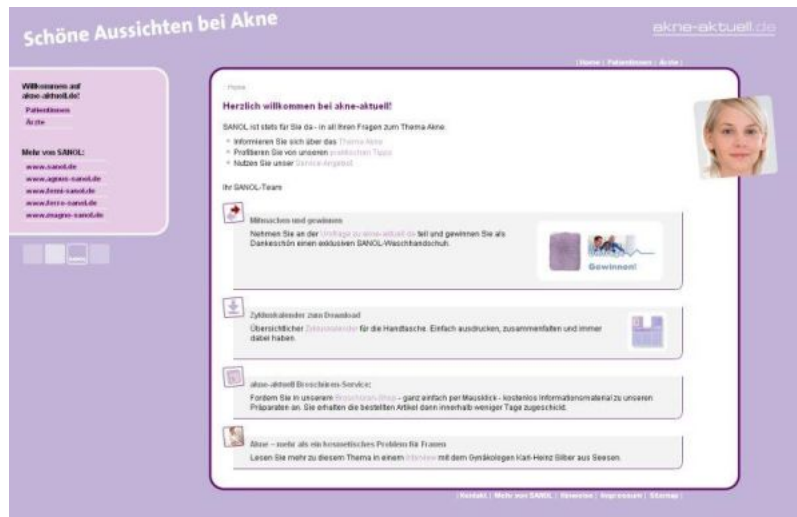 Schöne Aussichten bei Akne
akne-aktuell.de
| Home | Patientinnen | Ärzte |
Willkommen auf
akne-aktuell.de!
Patientinnen
Ärzte
Mehr von SANOL:
www.sanol.de
www.agnus-sanol.de
www.femi-sanol.de
www.ferro-sanol.de
www.magno-sanol.de
Home
Herzlich willkommen bei akne-aktuell!
SANOL ist stets für Sie da - in all Ihren Fragen zum Thema Akne.
Informieren Sie sich über das Thema Akne
Profitieren Sie von unseren praktischen Tipps
Nutzen Sie unser Service-Angebot.
Ihr SANOL-Team
Mitmachen und gewinnen
Nehmen Sie an der Umfrage zu akne-aktuell.de teil und gewinnen Sie als
Dankeschön einen exklusiven SANOL-Waschhandschuh.
Gewinnen!
Zykluskalender zum Download
Übersichtlicher Zykluskalender für die Handtasche. Einfach ausdrucken, zusammenfalten und immer
dabei haben.
akne-aktuell Broschüren-Service:
Fordern Sie in unserem Broschüren-Shop - ganz einfach per Mausklick - kostenlos Informationsmaterial zu unseren
Präparaten an. Sie erhalten die bestellten Artikel dann innerhalb weniger Tage zugeschickt.
Akne – mehr als ein kosmetisches Problem für Frauen
Lesen Sie mehr zu diesem Thema in einem Interview mit dem Gynäkologen Karl-Heinz Silber aus Seesen.
| Kontakt | Mehr von SANOL | Hinweise | Impressum | Sitemap |